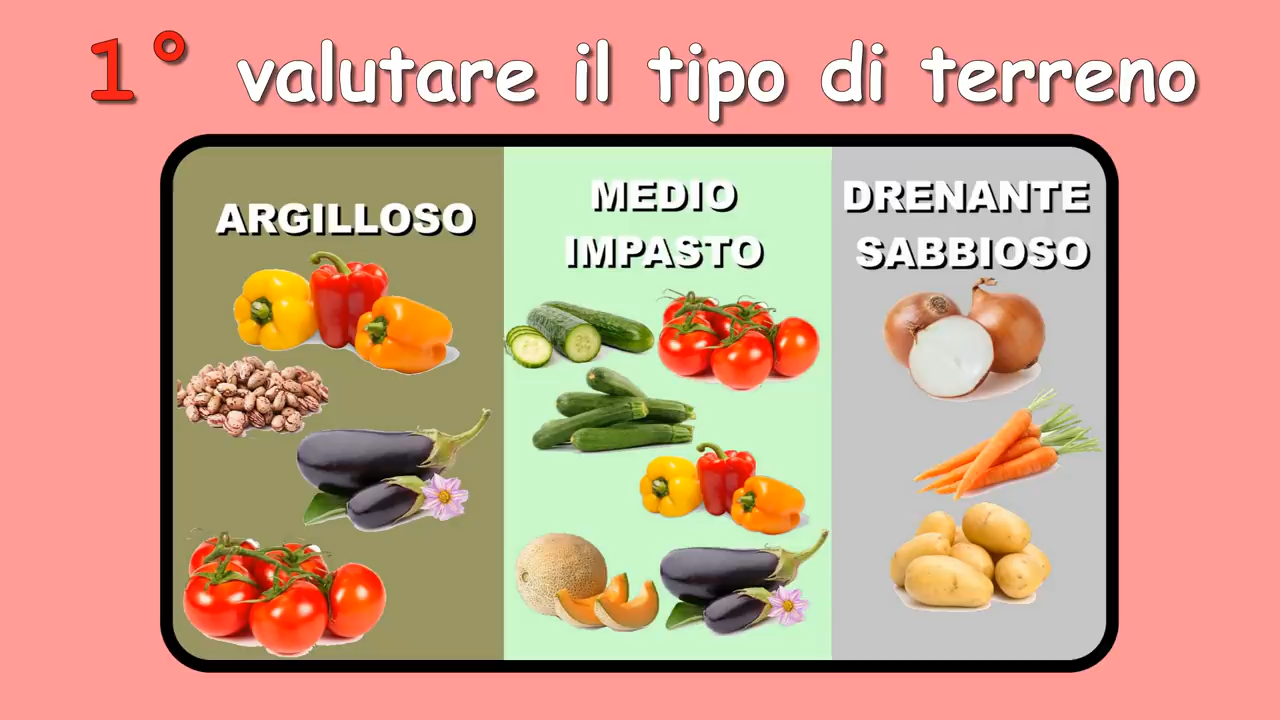 1° valutare il tipo di terreno
ARGILLOSO
MEDIO
IMPASTO
DRENANTE
SABBIOSO